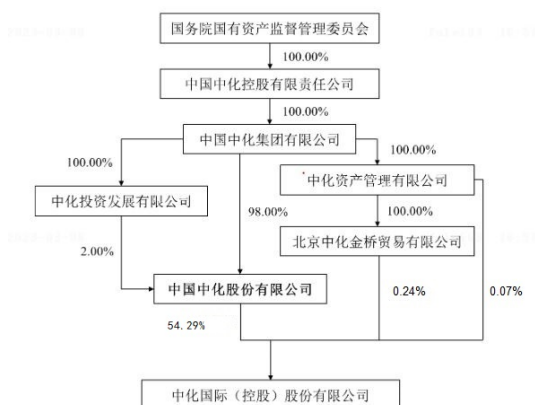 国务院国有资产监督管理委员会
100.00%
中国中化控股有限责任公司
100.00%
中国中化集团有限公司
100.00%
100.00%
中化资产管理有限公司
中化投资发展有限公司
98.00%
100.00%
北京中化金桥贸易有限公司
2.00%
中国中化股份有限公司
0.24%
0.07%
54.29%
中化国际（控股）股份有限公司